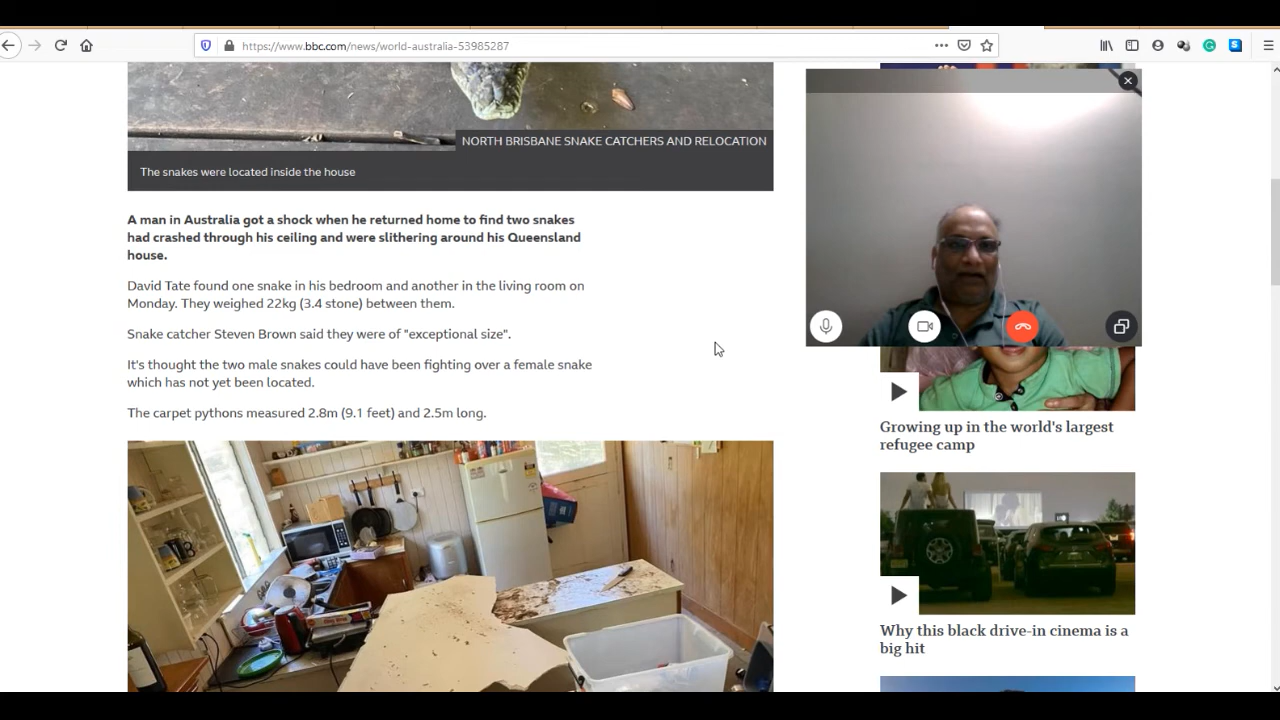 https://www.bbc.com/news/world-australia-53985287
NORTH BRISBANE SNAKE CATCHERS AND RELOCATION
The snakes were located inside the house
A man in Australia got a shock when he returned home to find two snakes
had crashed through his ceiling and were slithering around his Queensland
house.
David Tate found one snake in his bedroom and another in the living room on
Monday. They weighed 22kg (3.4 stone) between them.
Snake catcher Steven Brown said they were of "exceptional size".
It's thought the two male snakes could have been fighting over a female snake
which has not yet been located.
The carpet pythons measured 2.8m (9.1 feet) and 2.5m long.
Growing up in the world's largest
refugee camp
Why this black drive-in cinema is a
big hit